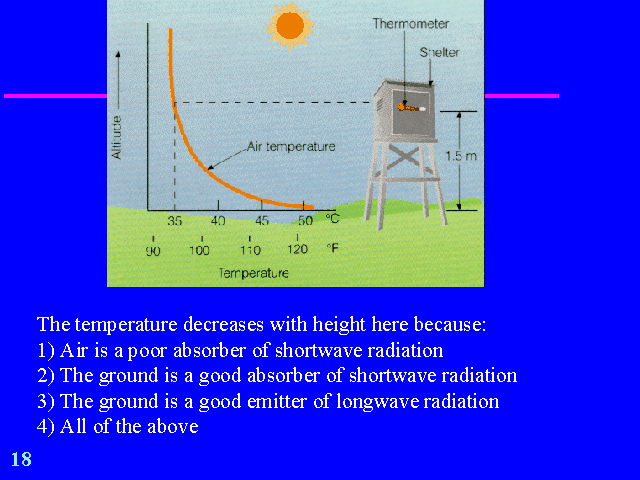 Thermometer
Shelter
Altitude
Air temperature
1.5 m
35 40 45 50 °C
90 100 110 120 °F
Temperature
The temperature decreases with height here because:
1) Air is a poor absorber of shortwave radiation
2) The ground is a good absorber of shortwave radiation
3) The ground is a good emitter of longwave radiation
4) All of the above
18